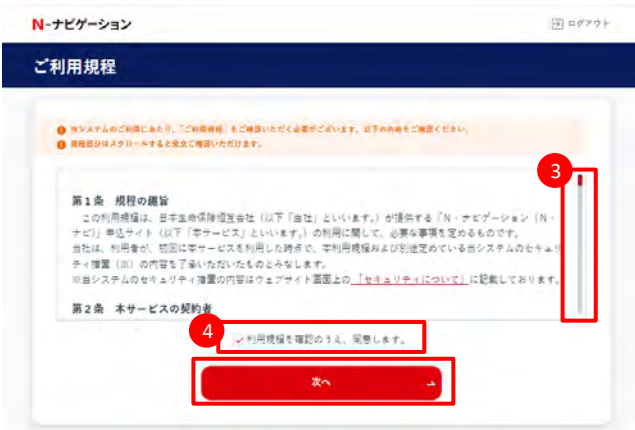 N-ナビゲーション
ログアウト
ご利用規程
当システムのご利用にあたり、「ご利用規程」をご確認いただく必要がございます。以下の内容をご確認ください。
規程部分はスクロールすると全文ご確認いただけます。
3
第1条 規程の趣旨
この利用規程は、日本生命保険相互会社(以下「当社」といいます。)が提供する「N-ナビゲーション(N-
ナビ)」申込サイト(以下「本サービス」といいます。)の利用に関して、必要な事項を定めるものです。
当社は、利用者が、初回に本サービスを利用した時点で、本利用規程および別途定めている当システムのセキュリ
ティ措置(※)の内容を了承いただいたものとみなします。
※当システムのセキュリティ措置の内容はウェブサイト画面上の「セキュリティについて」に記載しております。
第2条 本サービスの契約者
4
利用規程を確認のうえ、同意します。
次へ